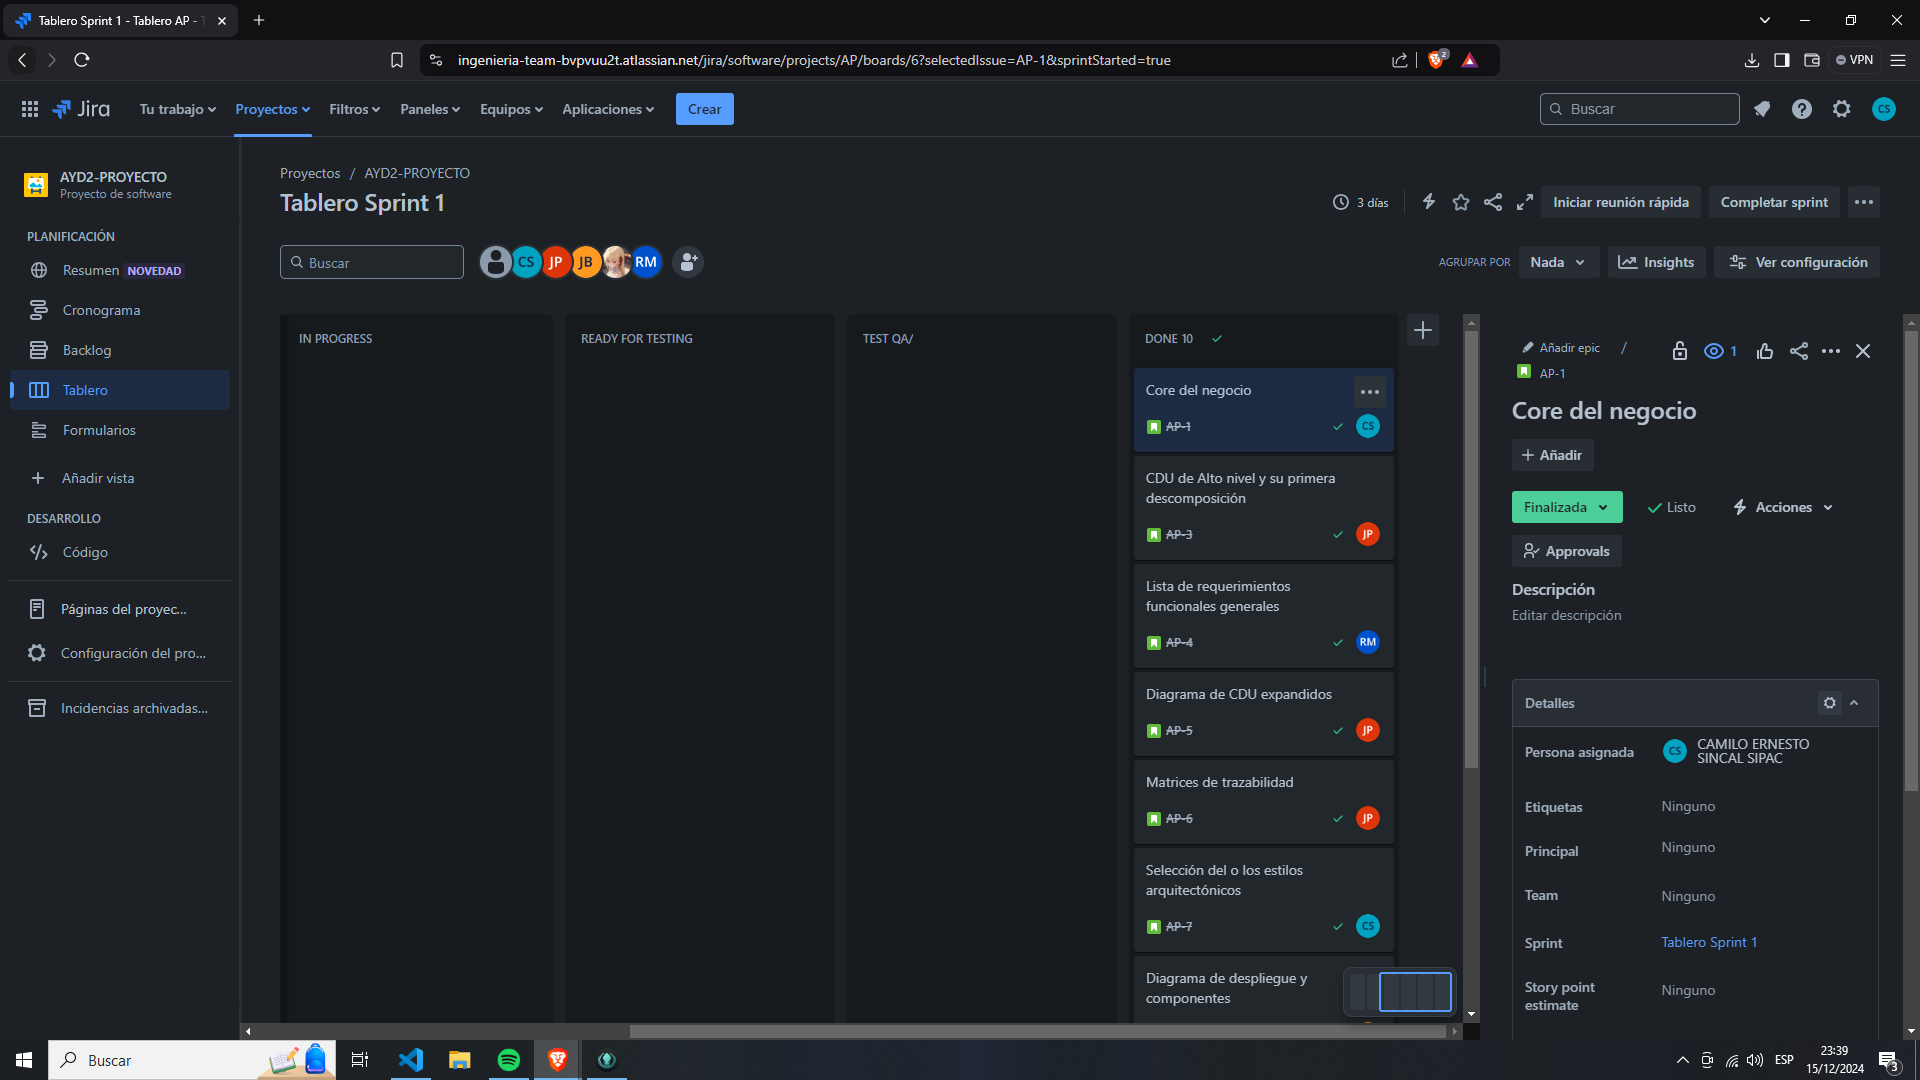 Tablero Sprint 1 - Tablero AP - T
ingenieria-team-bvpvuu2t.atlassian.net/jira/software/projects/AP/boards/6?selectedIssue=AP-1&sprintStarted=true
2
VPN
Jira
Tu trabajo
Proyectos
Filtros
Paneles
Equipos
Aplicaciones
Crear
Buscar
CS
AYD2-PROYECTO
Proyecto de software
PLANIFICACIÓN
Resumen NOVEDAD
Cronograma
Backlog
Tablero
Formularios
Añadir vista
DESARROLLO
Código
Páginas del proyec...
Configuración del pro...
Incidencias archivadas...
Proyectos / AYD2-PROYECTO
Tablero Sprint 1
3 días
Iniciar reunión rápida
Completar sprint
Buscar
CS
JP
JB
RM
AGRUPAR POR
Nada
Insights
Ver configuración
IN PROGRESS
READY FOR TESTING
TEST QA/
DONE 10
Core del negocio
AP-1
CS
CDU de Alto nivel y su primera
descomposición
AP-3
JP
Lista de requerimientos
funcionales generales
AP-4
RM
Diagrama de CDU expandidos
AP-5
JP
Matrices de trazabilidad
AP-6
JP
Selección del o los estilos
arquitectónicos
AP-7
CS
Diagrama de despliegue y
componentes
Añadir epic /
AP-1
1
Core del negocio
Añadir
Finalizada
Listo
Acciones
Approvals
Descripción
Editar descripción
Detalles
Persona asignada
CS
CAMILO ERNESTO
SINCAL SIPAC
Etiquetas
Ninguno
Principal
Ninguno
Team
Ninguno
Sprint
Tablero Sprint 1
Story point
estimate
Ninguno
Buscar
ESP
23:39
15/12/2024
3